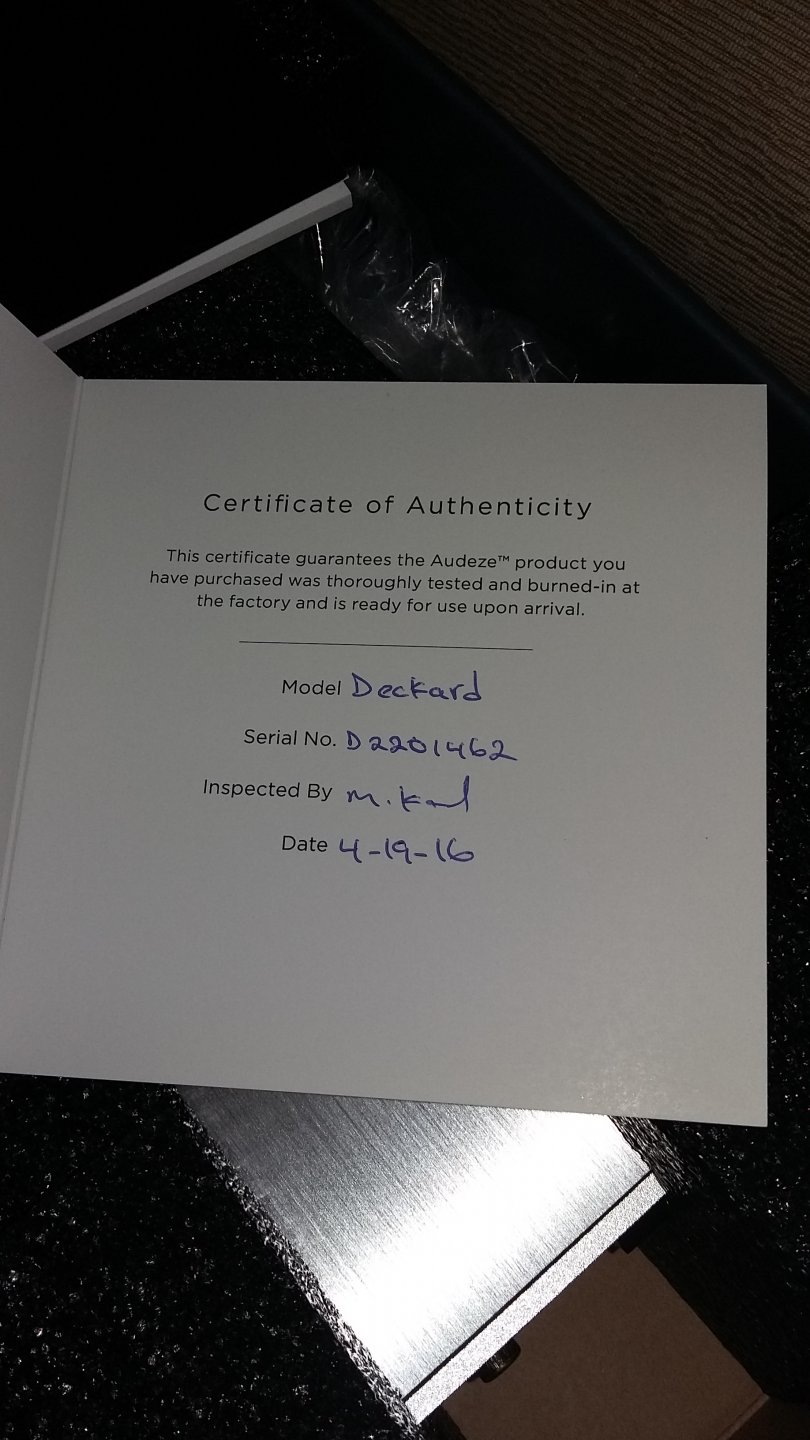 Certificate of Authenticity
This certificate guarantees the Audeze™ product you
have purchased was thoroughly tested and burned-in at
the factory and is ready for use upon arrival.
Model Deckard
Serial No. D2201462
Inspected By M.
Date 4-19-16